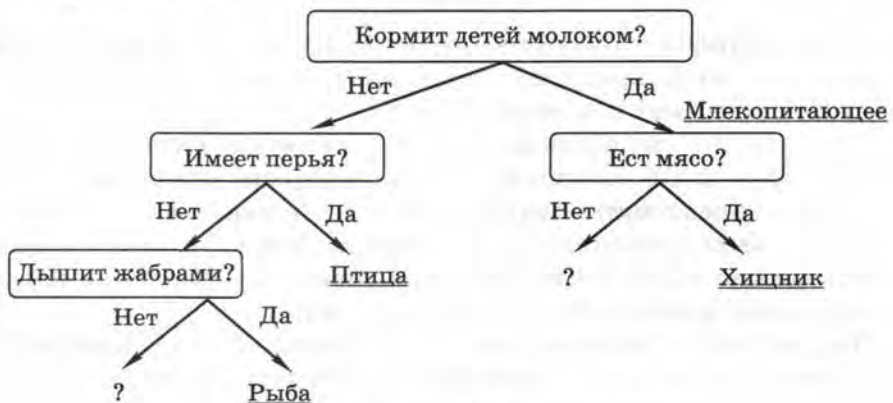 Кормит детей молоком?
Нет
Да
Млекопитающее
Имеет перья?
Ест мясо?
Нет
Да
Нет
Да
Дышит жабрами?
Птица
?
Хищник
Нет
Да
?
Рыба